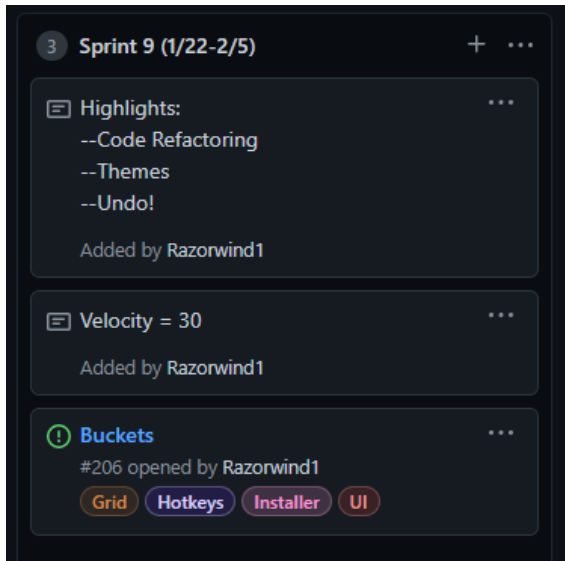 3 Sprint 9 (1/22-2/5)
Highlights:
--Code Refactoring
--Themes
--Undo!
Added by Razorwind1
Velocity = 30
Added by Razorwind1
Buckets
#206 opened by Razorwind1
Grid Hotkeys Installer UI